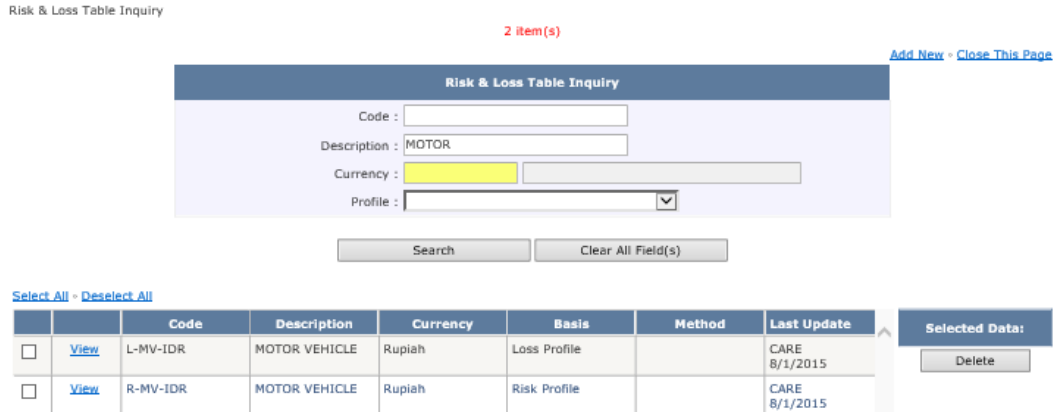 Risk & Loss Table Inquiry
2 item(s)
Add New ◦ Close This Page
Risk & Loss Table Inquiry
Code :
Description : MOTOR
Currency :
Profile :
Search Clear All Field(s)
Select All ◦ Deselect All
Code Description Currency Basis Method Last Update Selected Data:
View L-MV-IDR MOTOR VEHICLE Rupiah Loss Profile CARE Delete
8/1/2015
View R-MV-IDR MOTOR VEHICLE Rupiah Risk Profile CARE
8/1/2015